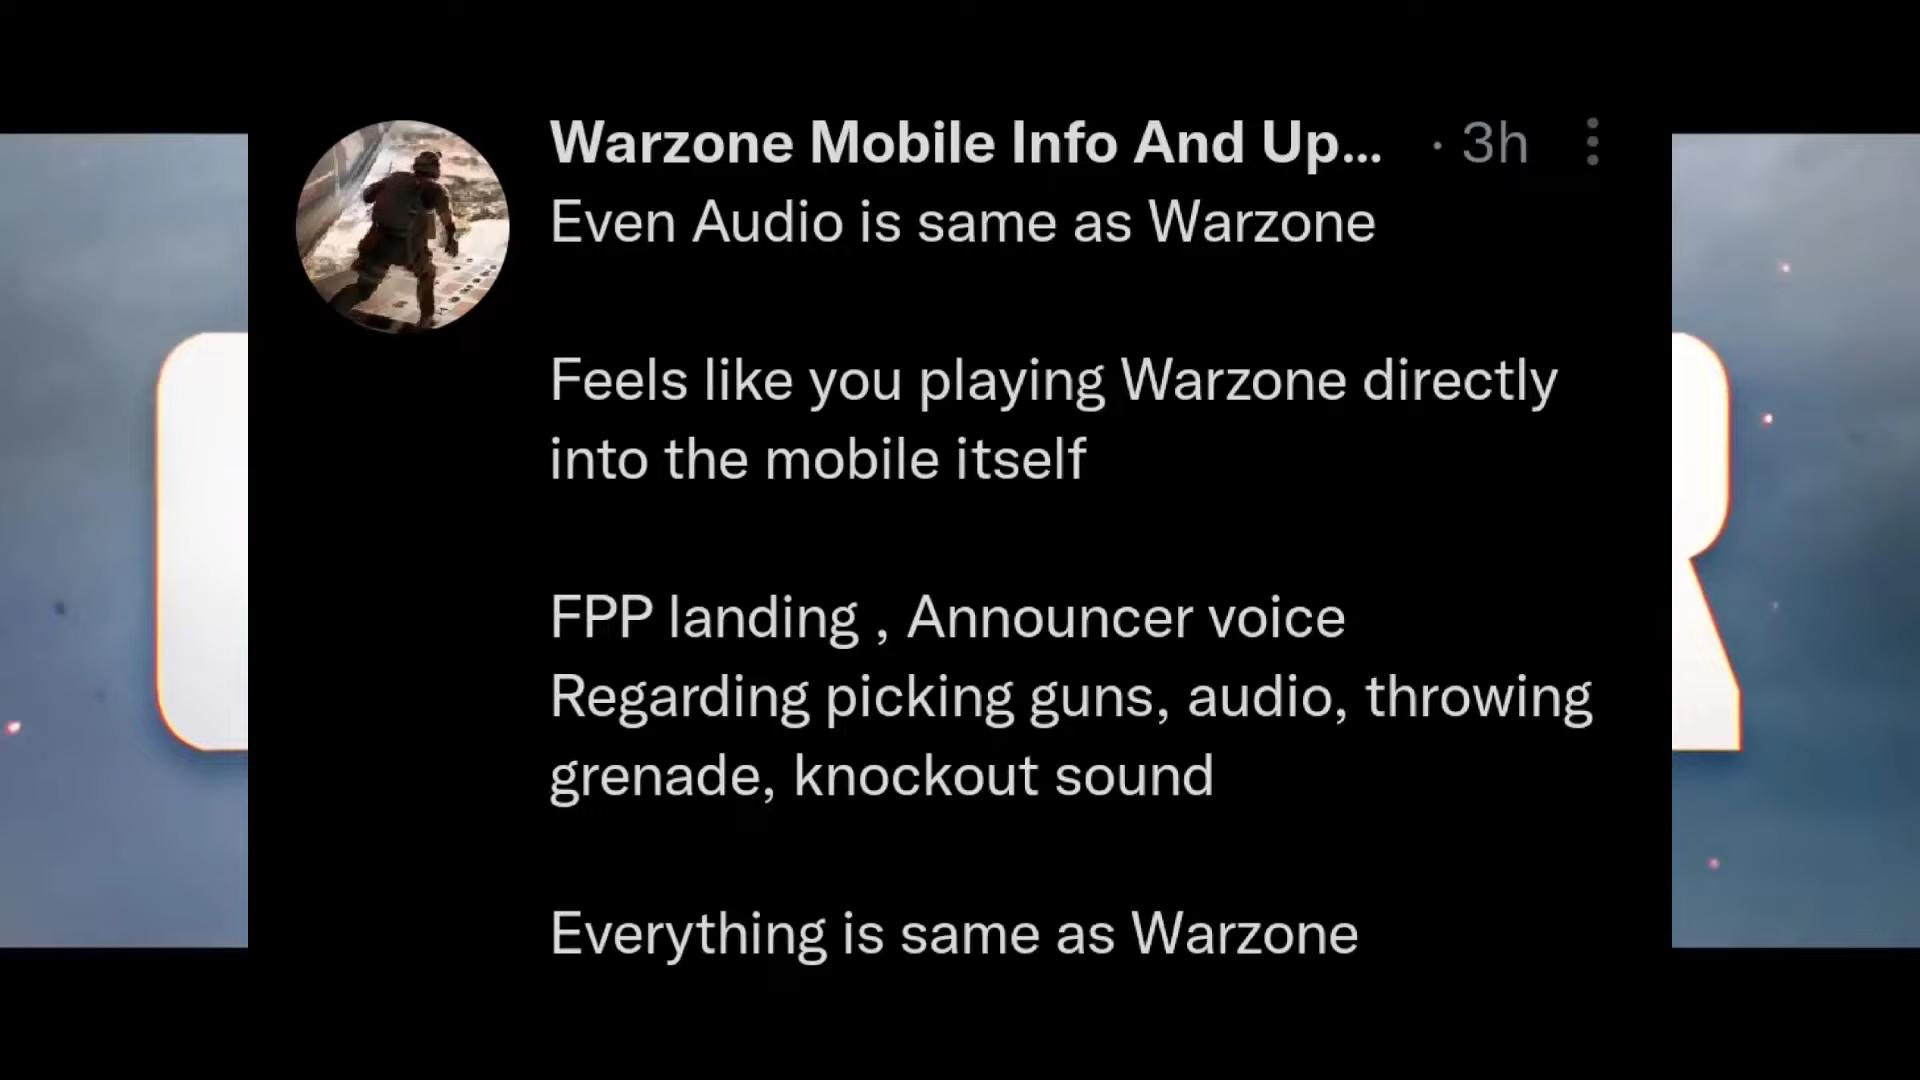 Warzone Mobile Info And Up... · 3h
Even Audio is same as Warzone
Feels like you playing Warzone directly
into the mobile itself
FPP landing , Announcer voice
Regarding picking guns, audio, throwing
grenade, knockout sound
Everything is same as Warzone